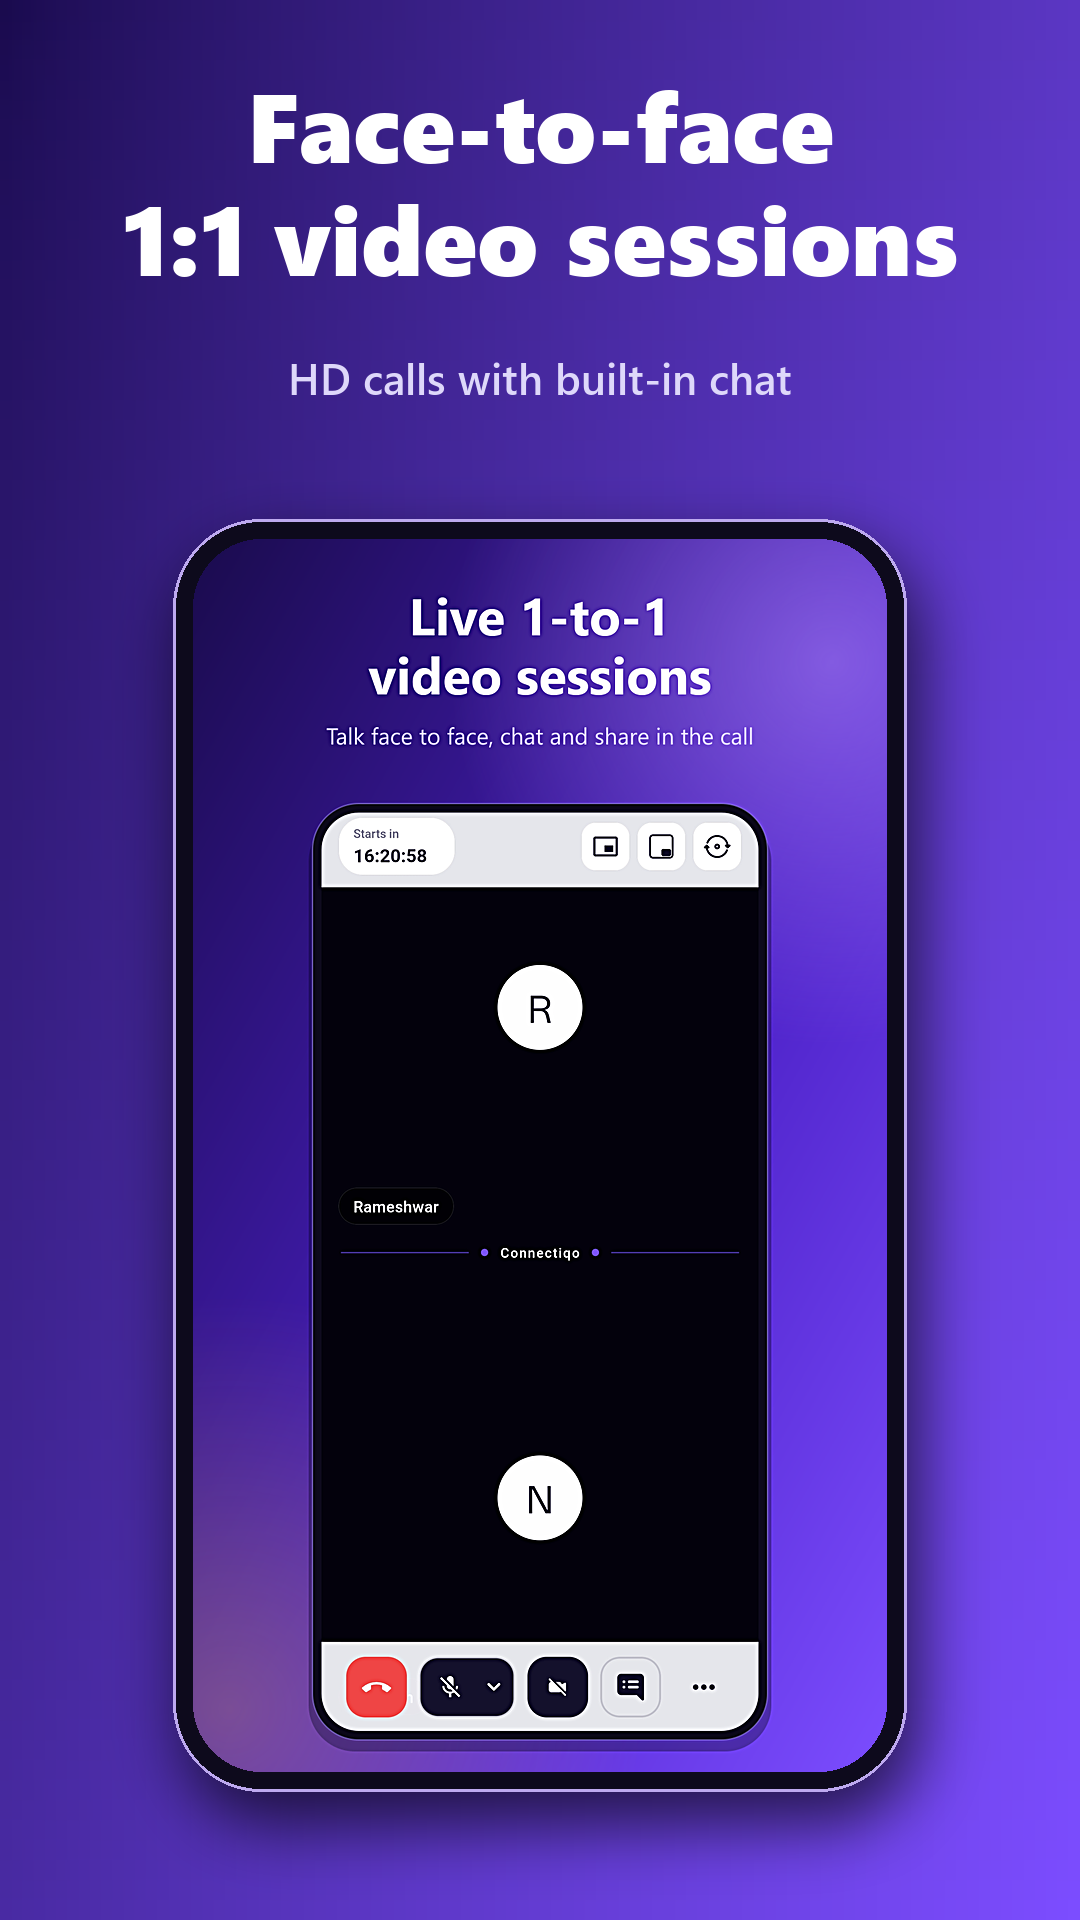 Face-to-face
1:1 video sessions
HD calls with built-in chat
Live 1-to-1
video sessions
Talk face to face, chat and share in the call
Starts in
16:20:58
R
Rameshwar
Connectiqo
N